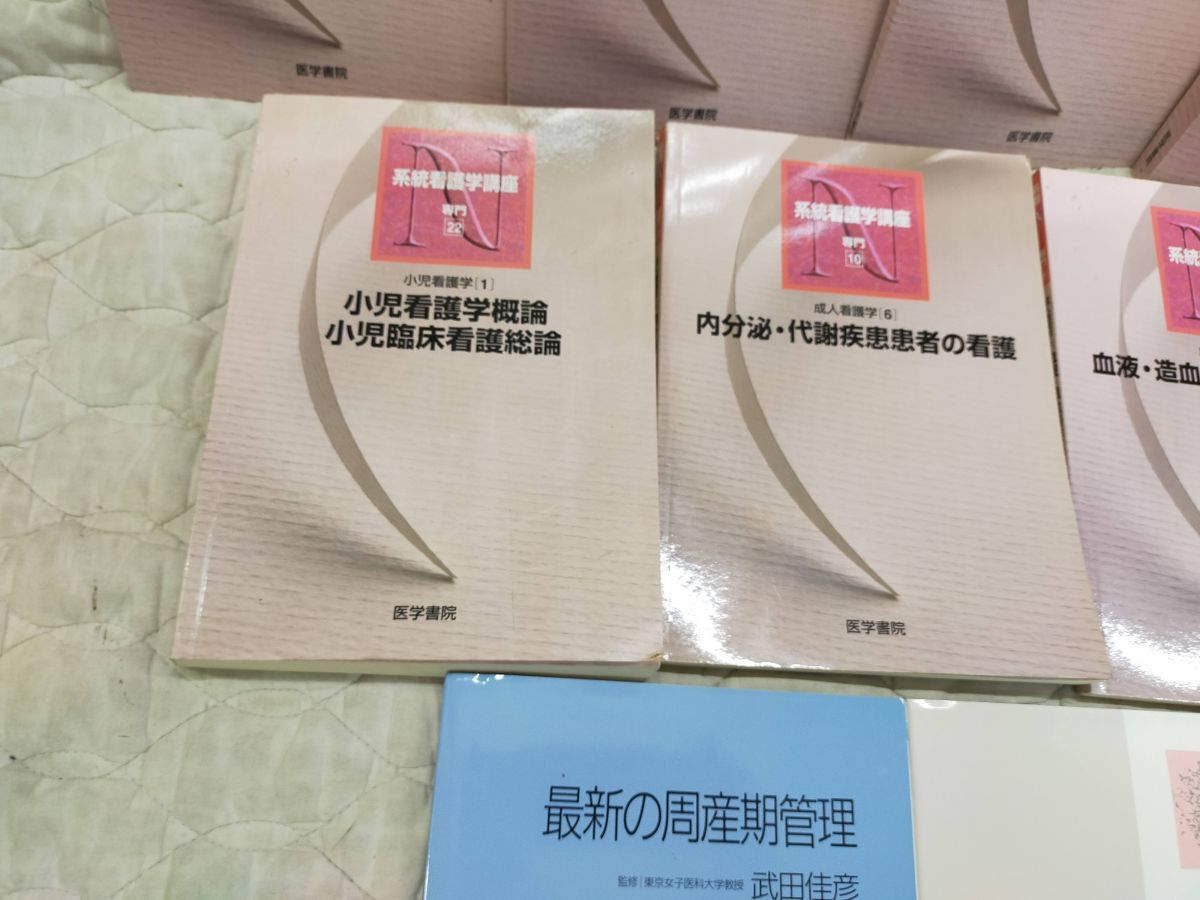 医学書院
医学書院
医学書院
系統看護学講座
専門
22
小児看護学[1]
小児看護学概論
小児臨床看護総論
医学書院
系統看護学講座
専門
10
成人看護学[6]
内分泌・代謝疾患患者の看護
医学書院
系統
血液・造血
最新の周産期管理
監修|東京女子医科大学教授 武田佳彦